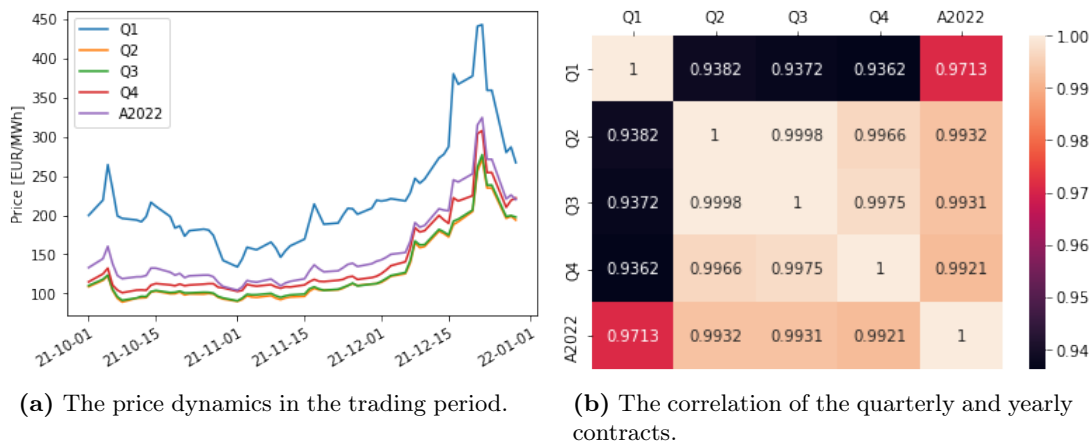 450
400
350
300
250
200
150
100
Price [EUR/MWh]
Q1
Q2
Q3
Q4
A2022
21-10-01
21-10-15
21-11-01
21-11-15
21-12-01
21-12-15
22-01-01
(a) The price dynamics in the trading period.
Q1 Q2 Q3 Q4 A2022
Q1 1 0.9382 0.9372 0.9362 0.9713
Q2 0.9382 1 0.9998 0.9966 0.9932
Q3 0.9372 0.9998 1 0.9975 0.9931
Q4 0.9362 0.9966 0.9975 1 0.9921
A2022 0.9713 0.9932 0.9931 0.9921 1
1.00
0.99
0.98
0.97
0.96
0.95
0.94
(b) The correlation of the quarterly and yearly
contracts.